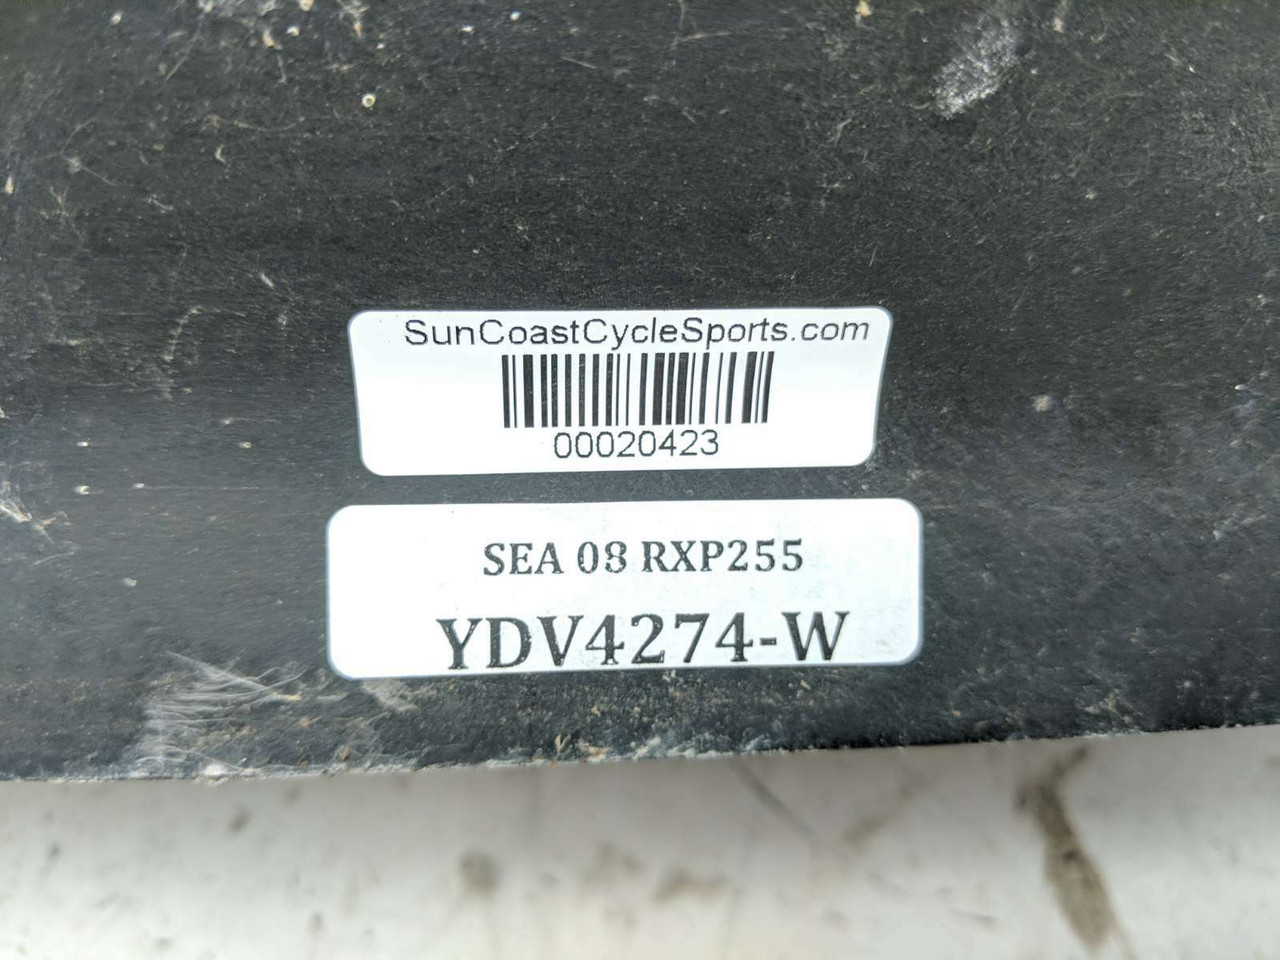 SunCoastCycleSports.com
00020423
SEA 08 RXP255
YDV4274-W